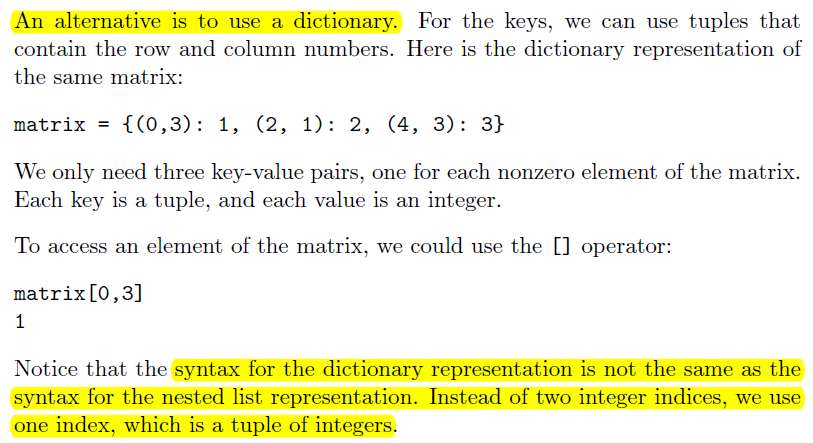 An alternative is to use a dictionary. For the keys, we can use tuples that
contain the row and column numbers. Here is the dictionary representation of
the same matrix:
matrix = {(0,3): 1, (2, 1): 2, (4, 3): 3}
We only need three key-value pairs, one for each nonzero element of the matrix.
Each key is a tuple, and each value is an integer.
To access an element of the matrix, we could use the [] operator:
matrix[0,3]
1
Notice that the syntax for the dictionary representation is not the same as the
syntax for the nested list representation. Instead of two integer indices, we use
one index, which is a tuple of integers.